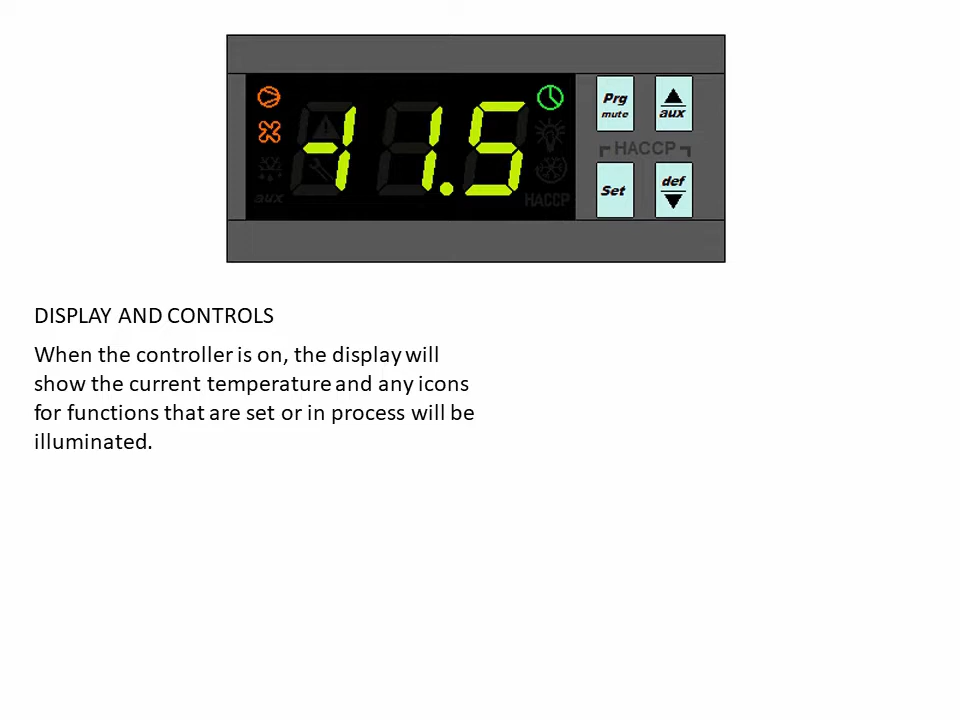 -11.5
Prg
mute
aux
HACCP
Set
def
aux
HACCP
DISPLAY AND CONTROLS
When the controller is on, the display will
show the current temperature and any icons
for functions that are set or in process will be
illuminated.